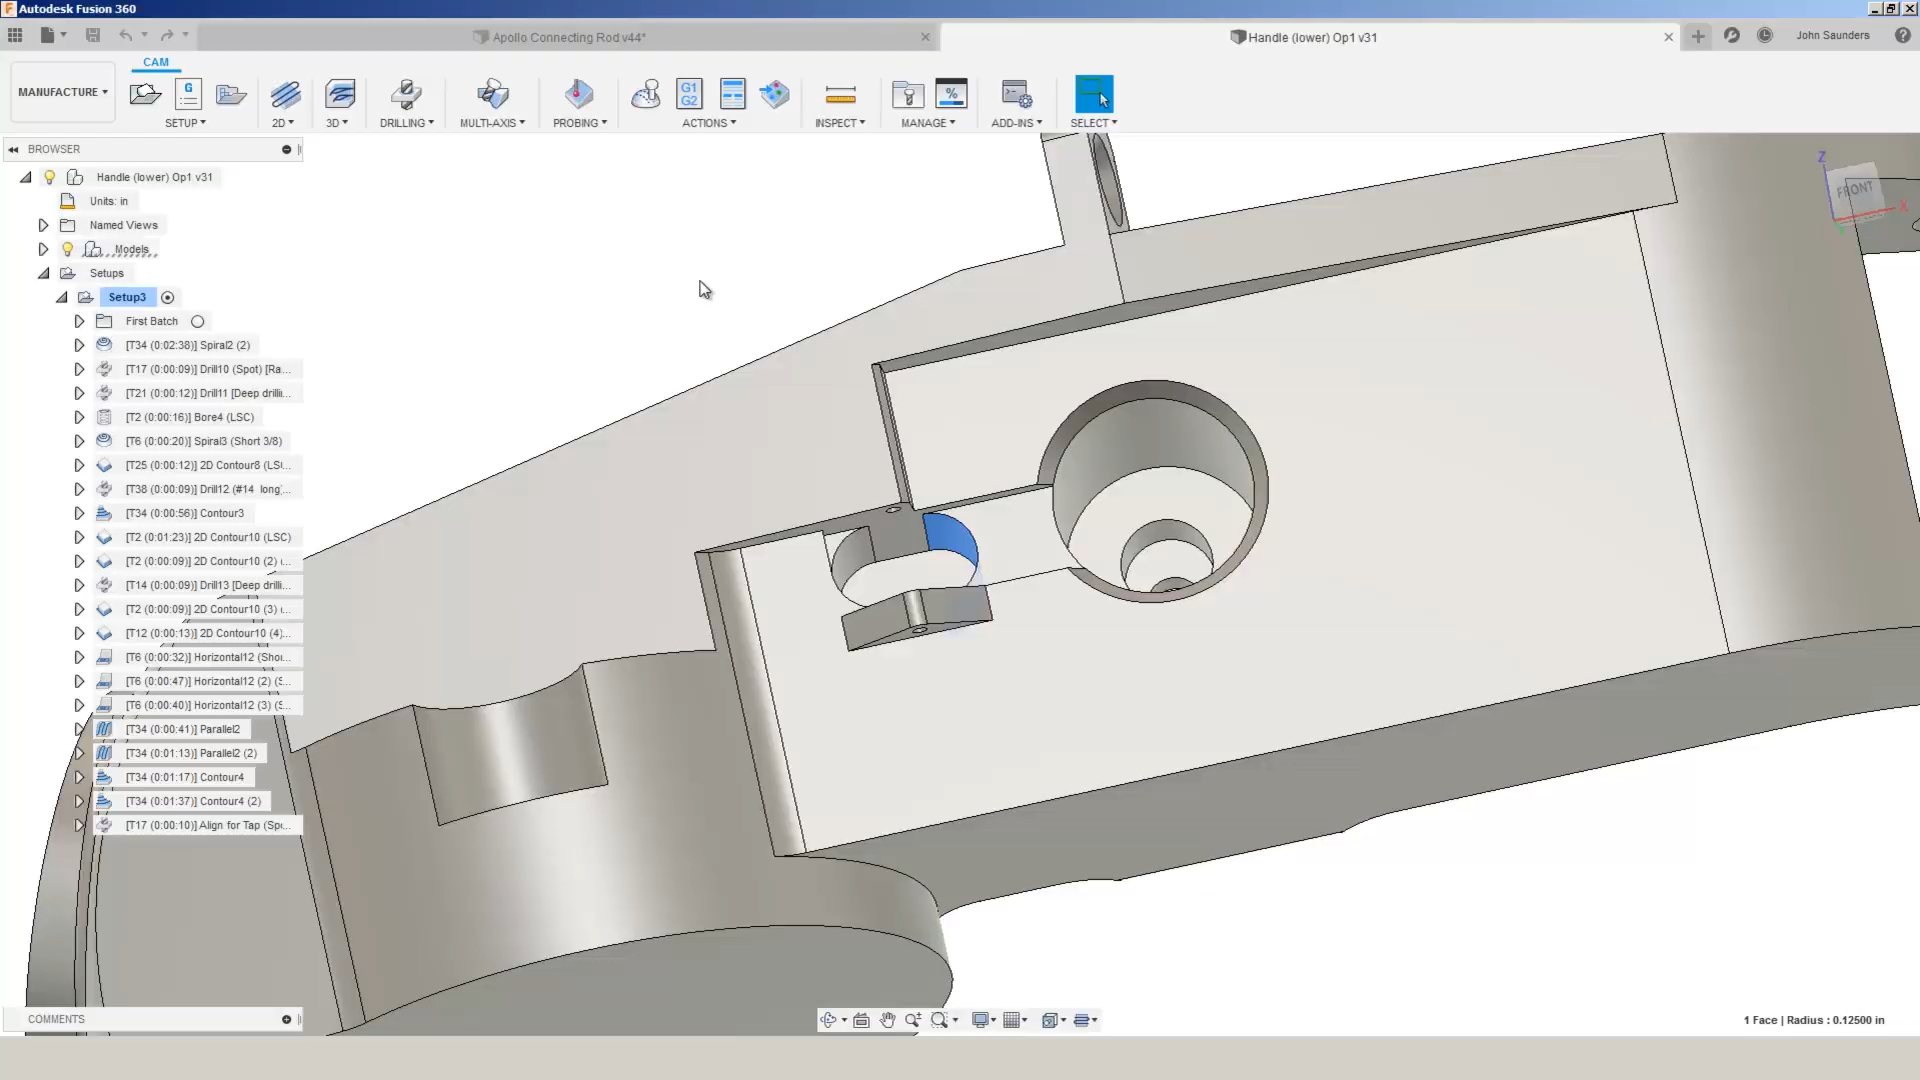 Autodesk Fusion 360
Apollo Connecting Rod v44*
Handle (lower) Op1 v31
John Saunders
MANUFACTURE
CAM
SETUP
2D
3D
DRILLING
MULTI-AXIS
PROBING
G1
G2
ACTIONS
INSPECT
MANAGE
ADD-INS
SELECT
BROWSER
Handle (lower) Op1 v31
Units: in
Named Views
Models
Setups
Setup3
First Batch
[T34 (0:02:38)] Spiral2 (2)
[T17 (0:00:09)] Drill10 (Spot) [Ra...
[T21 (0:00:12)] Drill11 [Deep drilli...
[T2 (0:00:16)] Bore4 (LSC)
[T6 (0:00:20)] Spiral3 (Short 3/8)
[T25 (0:00:12)] 2D Contour8 (LS...
[T38 (0:00:09)] Drill12 (#14 long)...
[T34 (0:00:56)] Contour3
[T2 (0:01:23)] 2D Contour10 (LSC)
[T2 (0:00:09)] 2D Contour10 (2) (...
[T14 (0:00:09)] Drill13 [Deep drilli...
[T2 (0:00:09)] 2D Contour10 (3) (...
[T12 (0:00:13)] 2D Contour10 (4)...
[T6 (0:00:32)] Horizontal12 (Sho...
[T6 (0:00:47)] Horizontal12 (2) (S...
[T6 (0:00:40)] Horizontal12 (3) (S...
[T34 (0:00:41)] Parallel2
[T34 (0:01:13)] Parallel2 (2)
[T34 (0:01:17)] Contour4
[T34 (0:01:37)] Contour4 (2)
[T17 (0:00:10)] Align for Tap (Spo...
Z
FRONT
X
COMMENTS
1 Face | Radius : 0.12500 in